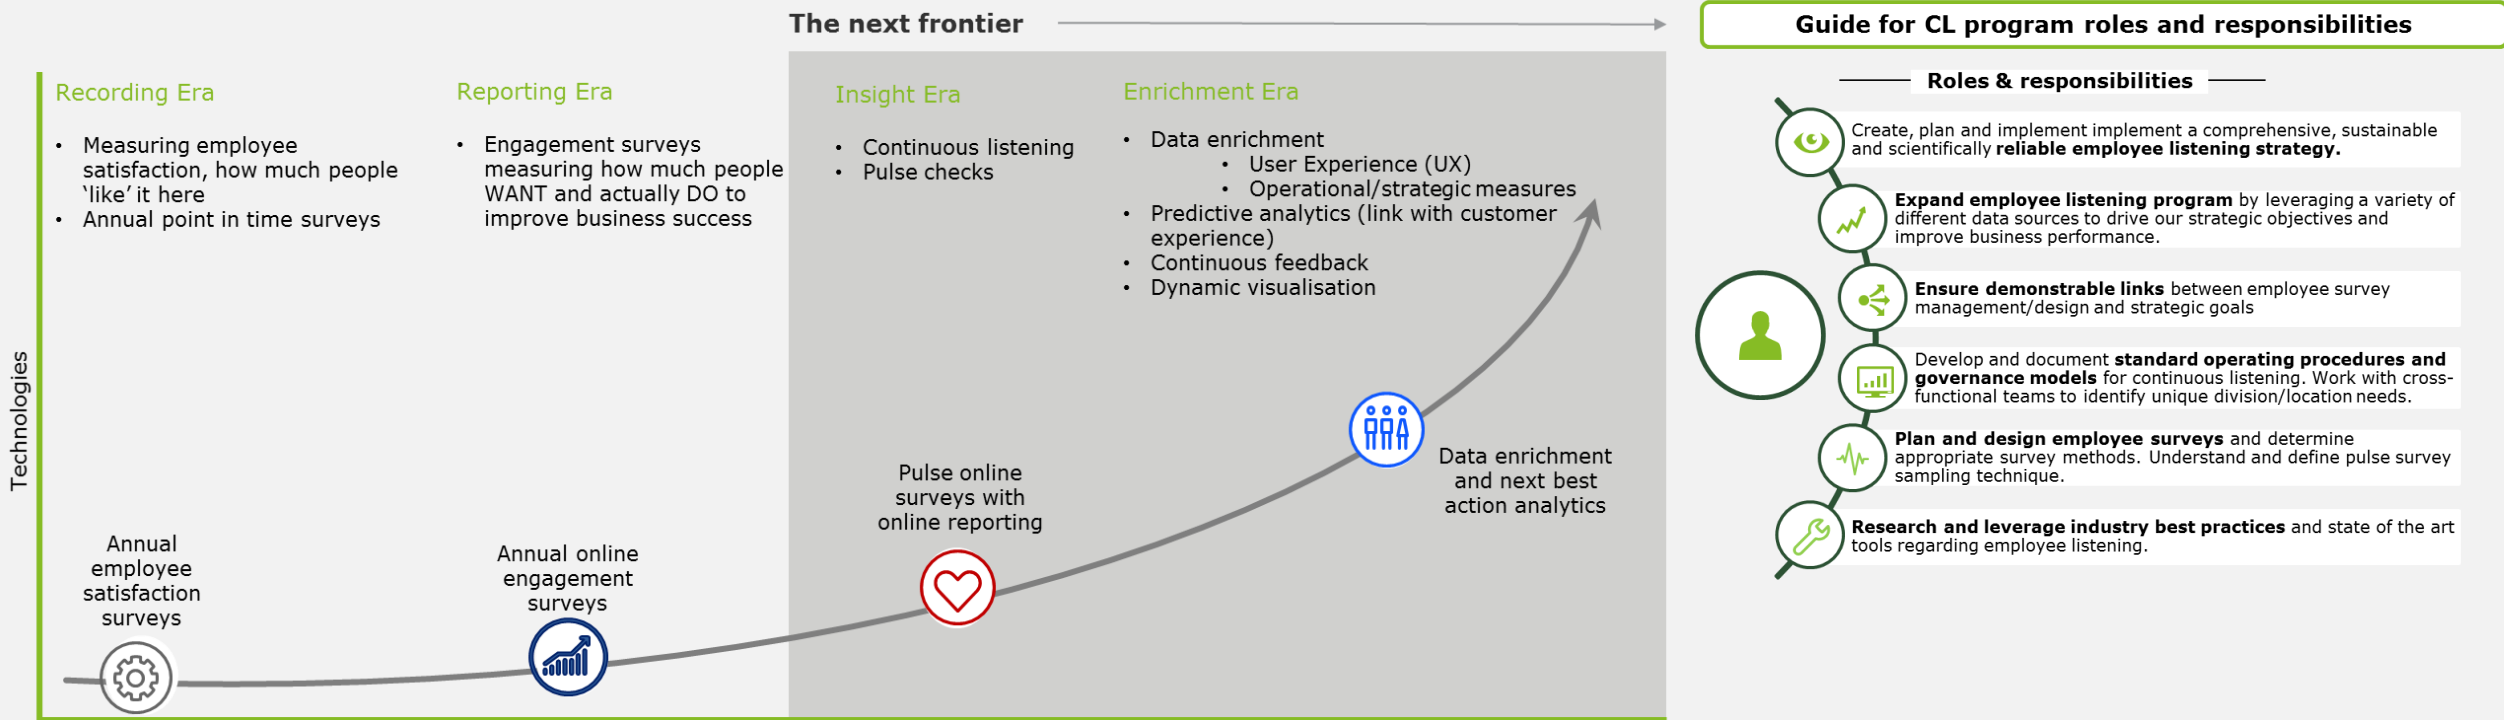 The next frontier
Recording Era
• Measuring employee
satisfaction, how much people
‘like’ it here
• Annual point in time surveys
Reporting Era
• Engagement surveys
measuring how much people
WANT and actually DO to
improve business success
Insight Era
• Continuous listening
• Pulse checks
Enrichment Era
• Data enrichment
• User Experience (UX)
• Operational/strategic measures
• Predictive analytics (link with customer
experience)
• Continuous feedback
• Dynamic visualisation
Technologies
Annual
employee
satisfaction
surveys
Annual online
engagement
surveys
Pulse online
surveys with
online reporting
Data enrichment
and next best
action analytics
Guide for CL program roles and responsibilities
Roles & responsibilities
Create, plan and implement implement a comprehensive, sustainable
and scientifically reliable employee listening strategy.
Expand employee listening program by leveraging a variety of
different data sources to drive our strategic objectives and
improve business performance.
Ensure demonstrable links between employee survey
management/design and strategic goals
Develop and document standard operating procedures and
governance models for continuous listening. Work with cross-
functional teams to identify unique division/location needs.
Plan and design employee surveys and determine
appropriate survey methods. Understand and define pulse survey
sampling technique.
Research and leverage industry best practices and state of the art
tools regarding employee listening.